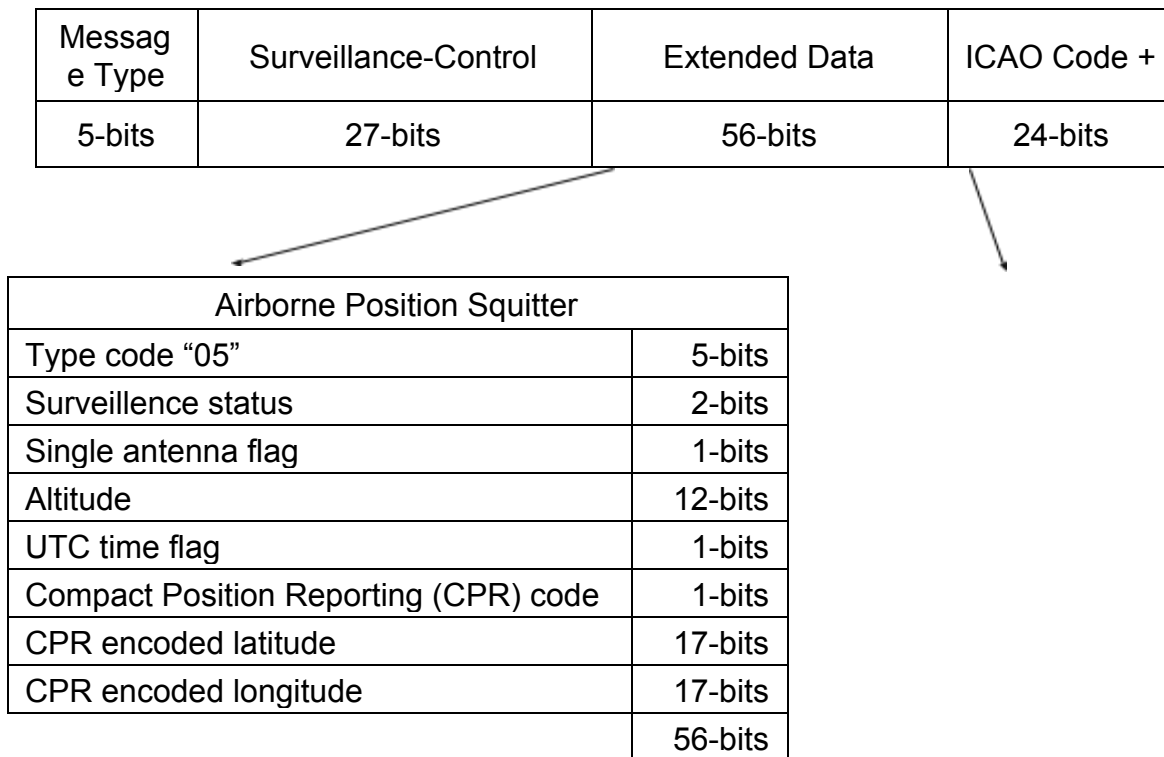 Messag
e Type
Surveillance-Control
Extended Data
ICAO Code +
5-bits
27-bits
56-bits
24-bits
Airborne Position Squitter
Type code “05”
5-bits
Surveillence status
2-bits
Single antenna flag
1-bits
Altitude
12-bits
UTC time flag
1-bits
Compact Position Reporting (CPR) code
1-bits
CPR encoded latitude
17-bits
CPR encoded longitude
17-bits
56-bits